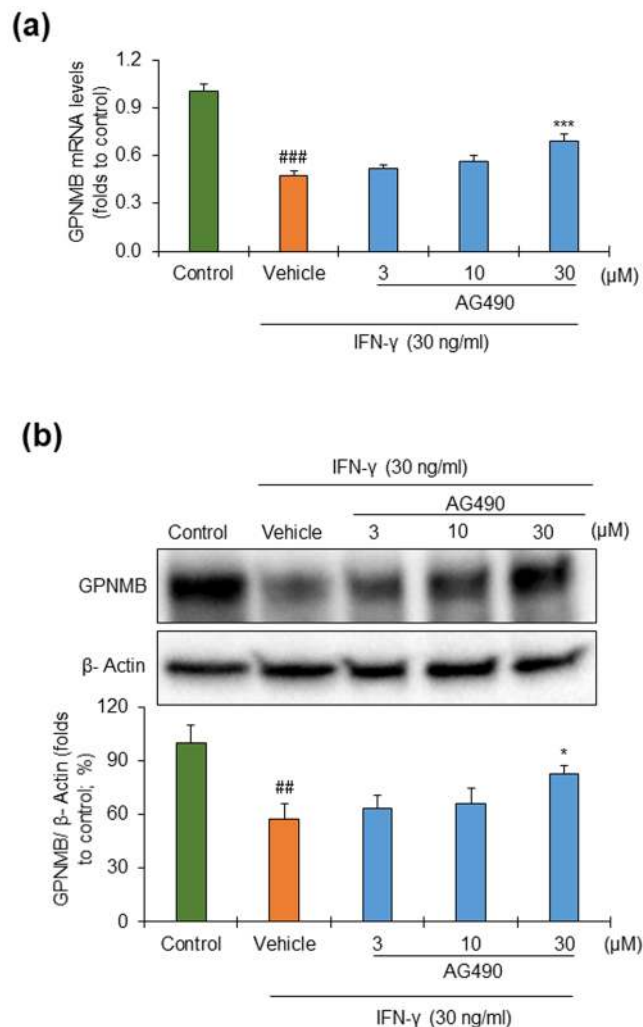 (a)
GPNMB mRNA levels
(folds to control)
1.2
0.9
0.6
0.3
0.0
###
***
Control Vehicle 3 10 30 (μM)
AG490
IFN-γ (30 ng/ml)
(b)
IFN-γ (30 ng/ml)
AG490
Control Vehicle 3 10 30 (μM)
GPNMB
β- Actin
GPNMB/ β- Actin (folds
to control; %)
120
90
60
30
0
##
*
Control Vehicle 3 10 30 (μM)
AG490
IFN-γ (30 ng/ml)